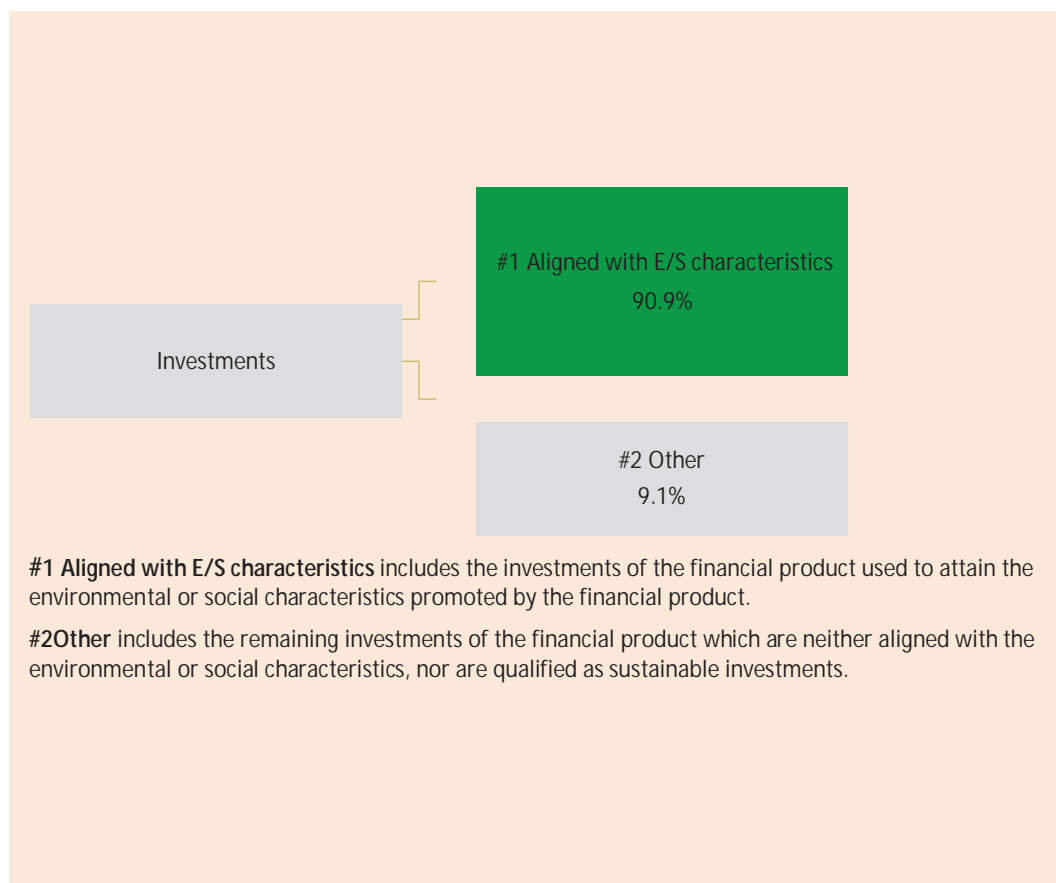 #1 Aligned with E/S characteristics
90.9%
Investments
#2 Other
9.1%
#1 Aligned with E/S characteristics includes the investments of the financial product used to attain the
environmental or social characteristics promoted by the financial product.
#2Other includes the remaining investments of the financial product which are neither aligned with the
environmental or social characteristics, nor are qualified as sustainable investments.